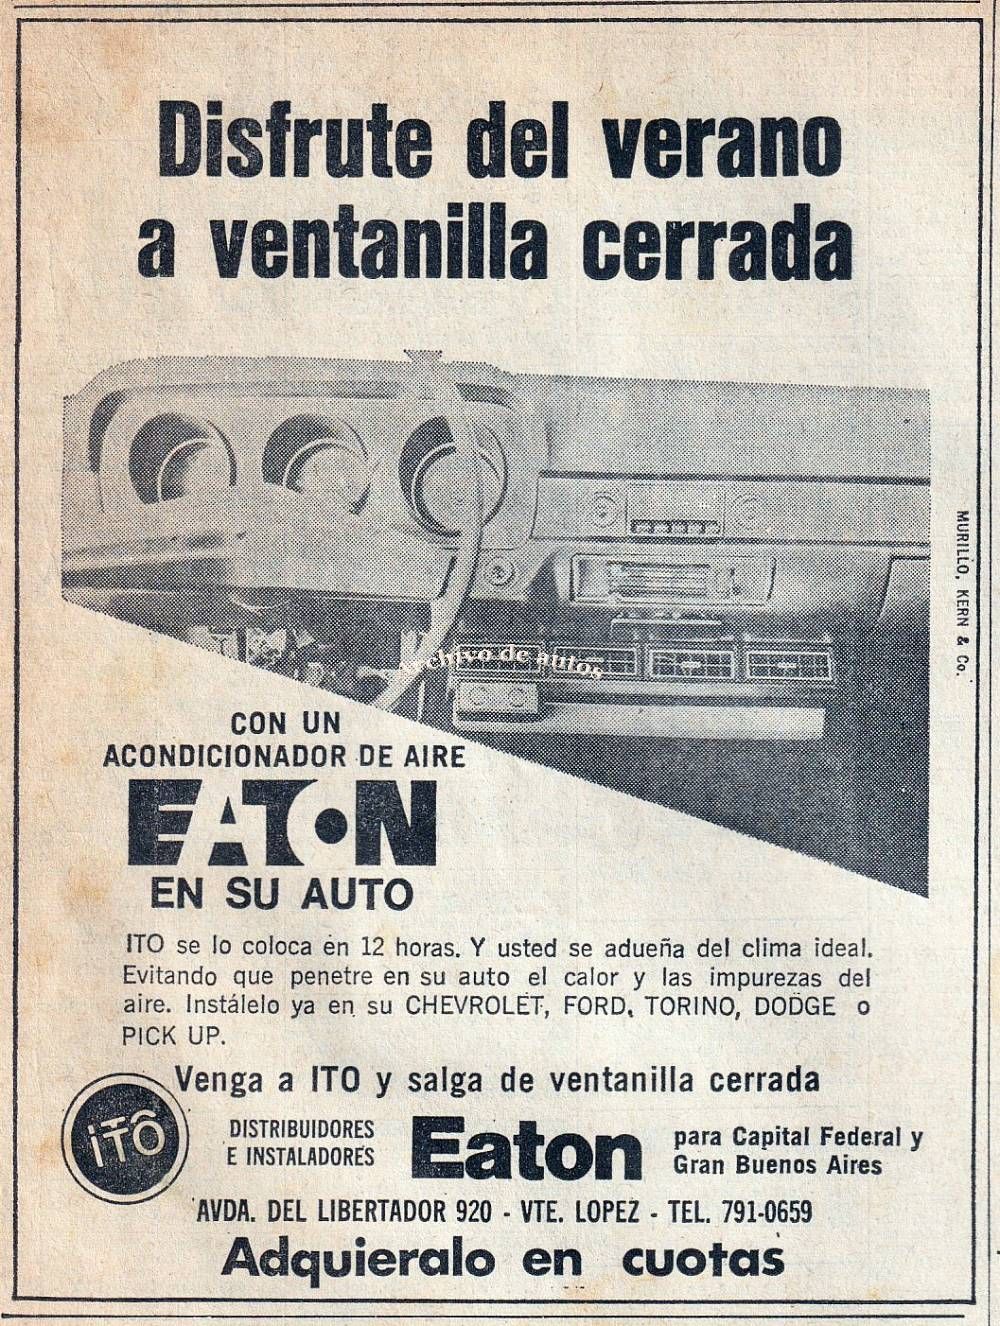 Disfrute del verano
a ventanilla cerrada
MURILLO, KERN & Co.
Archivo de autos
CON UN
ACONDICIONADOR DE AIRE
EATON
EN SU AUTO
ITO se lo coloca en 12 horas. Y usted se adueña del clima ideal.
Evitando que penetre en su auto el calor y las impurezas del
aire. Instálelo ya en su CHEVROLET, FORD, TORINO, DODGE o
PICK UP.
Venga a ITO y salga de ventanilla cerrada
iTO
DISTRIBUIDORES
E INSTALADORES
Eaton
para Capital Federal y
Gran Buenos Aires
AVDA. DEL LIBERTADOR 920 - VTE. LOPEZ - TEL. 791-0659
Adquieralo en cuotas